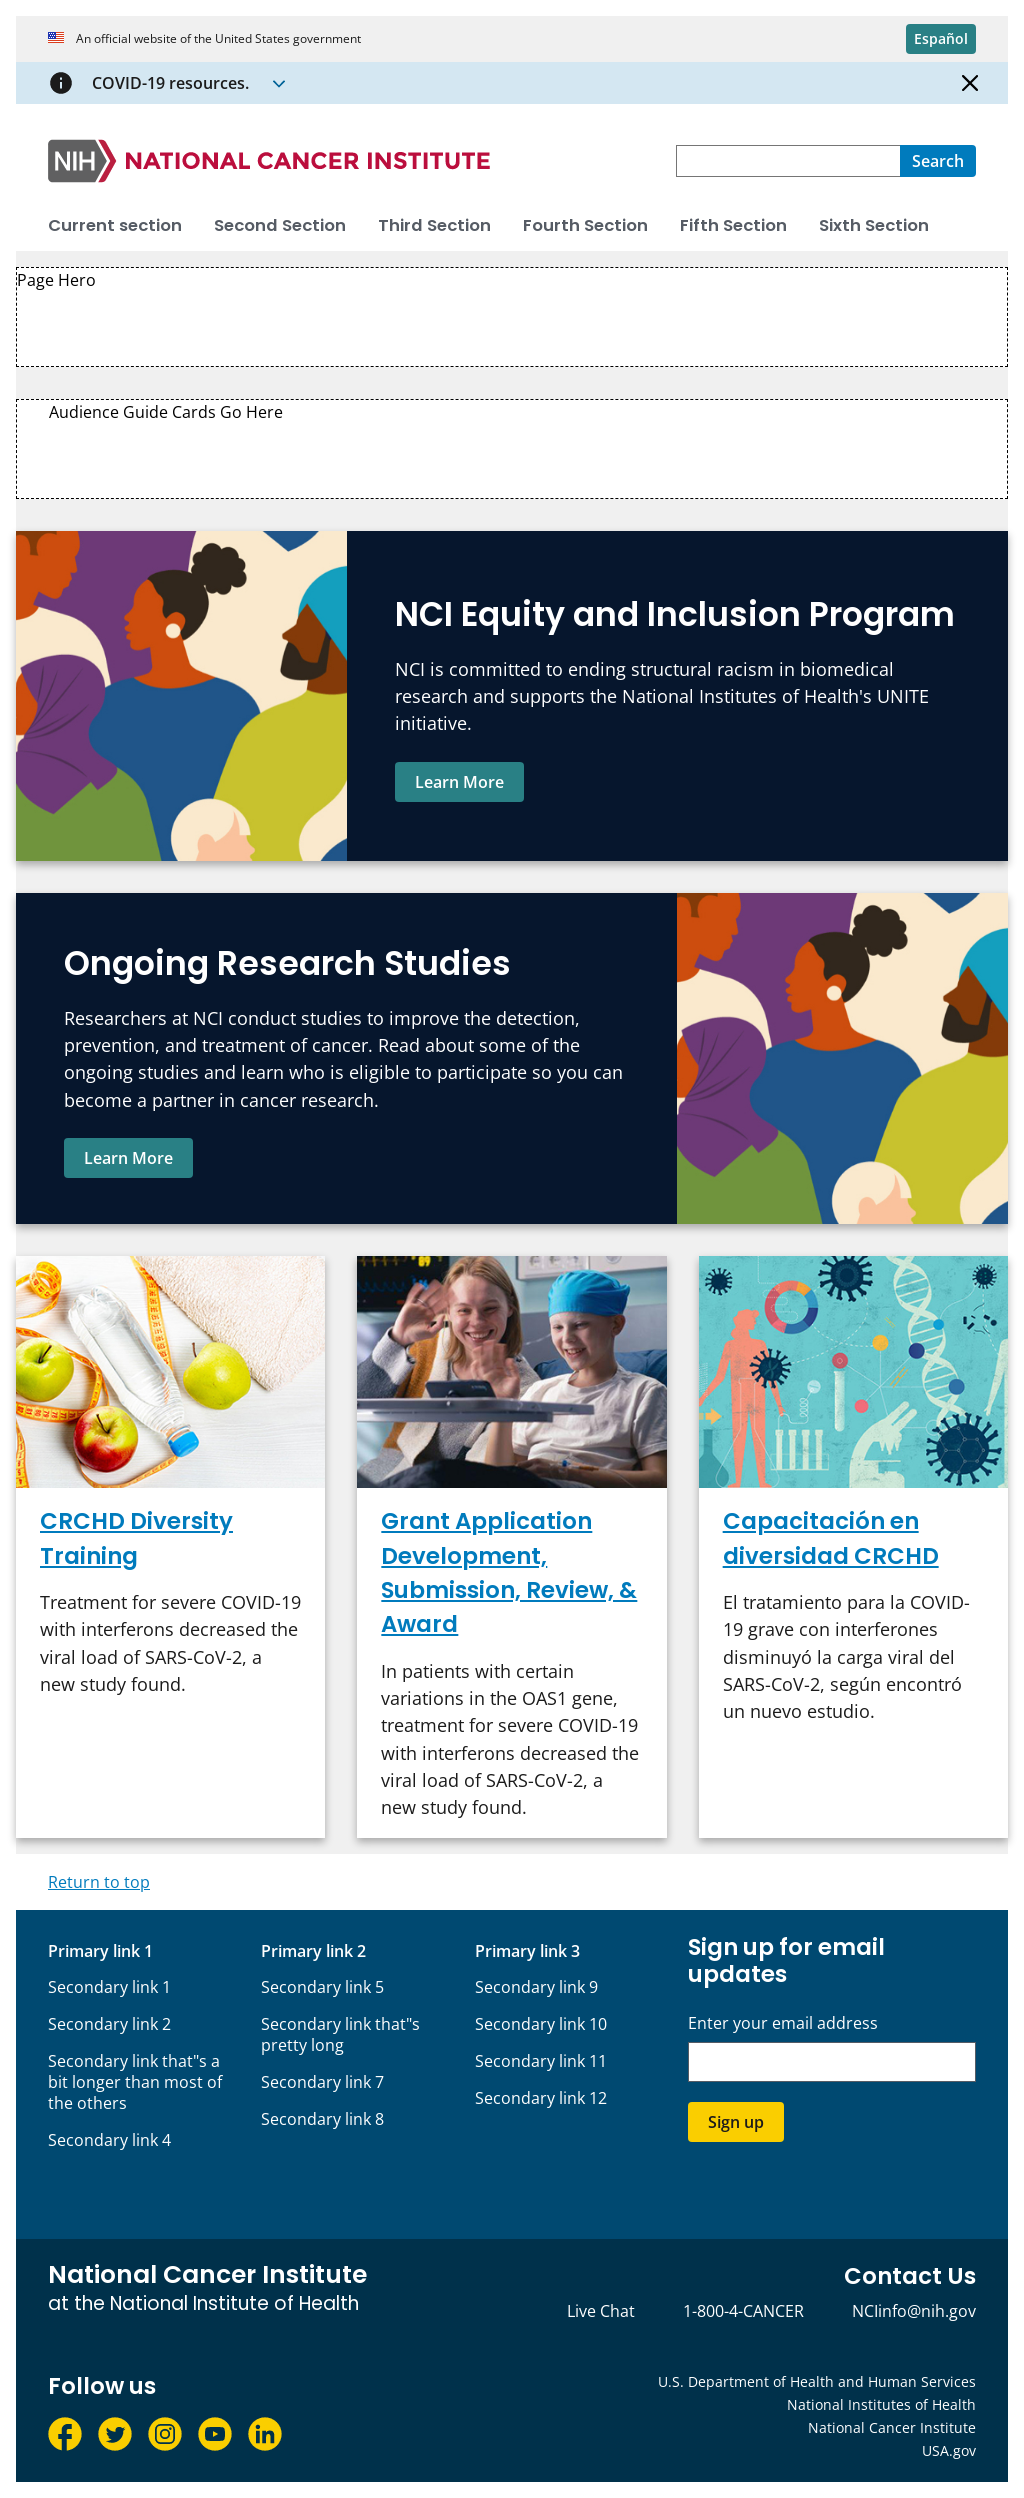 An official website of the United States government
Español
COVID-19 resources.
NIH NATIONAL CANCER INSTITUTE
Search
Current section Second Section Third Section Fourth Section Fifth Section Sixth Section
Page Hero
Audience Guide Cards Go Here
NCI Equity and Inclusion Program
NCI is committed to ending structural racism in biomedical
research and supports the National Institutes of Health's UNITE
initiative.
Learn More
Ongoing Research Studies
Researchers at NCI conduct studies to improve the detection,
prevention, and treatment of cancer. Read about some of the
ongoing studies and learn who is eligible to participate so you can
become a partner in cancer research.
Learn More
CRCHD Diversity
Training
Treatment for severe COVID-19
with interferons decreased the
viral load of SARS-CoV-2, a
new study found.
Grant Application
Development,
Submission, Review, &
Award
In patients with certain
variations in the OAS1 gene,
treatment for severe COVID-19
with interferons decreased the
viral load of SARS-CoV-2, a
new study found.
Capacitación en
diversidad CRCHD
El tratamiento para la COVID-
19 grave con interferones
disminuyó la carga viral del
SARS-CoV-2, según encontró
un nuevo estudio.
Return to top
Primary link 1
Secondary link 1
Secondary link 2
Secondary link that"s a
bit longer than most of
the others
Secondary link 4
Primary link 2
Secondary link 5
Secondary link that"s
pretty long
Secondary link 7
Secondary link 8
Primary link 3
Secondary link 9
Secondary link 10
Secondary link 11
Secondary link 12
Sign up for email
updates
Enter your email address
Sign up
National Cancer Institute
at the National Institute of Health
Contact Us
Live Chat 1-800-4-CANCER NCIinfo@nih.gov
Follow us
U.S. Department of Health and Human Services
National Institutes of Health
National Cancer Institute
USA.gov